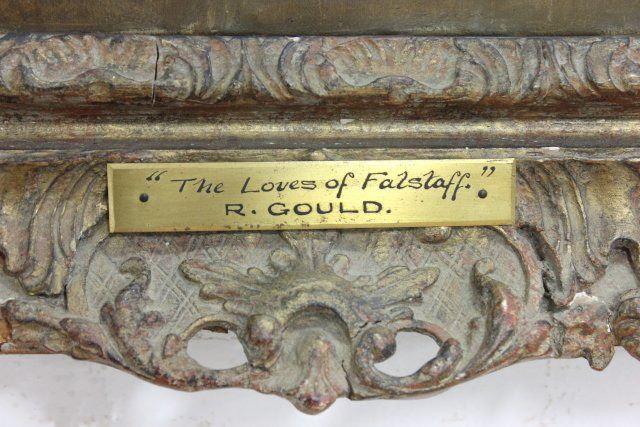 "The Loves of Falstaff."
R. GOULD.